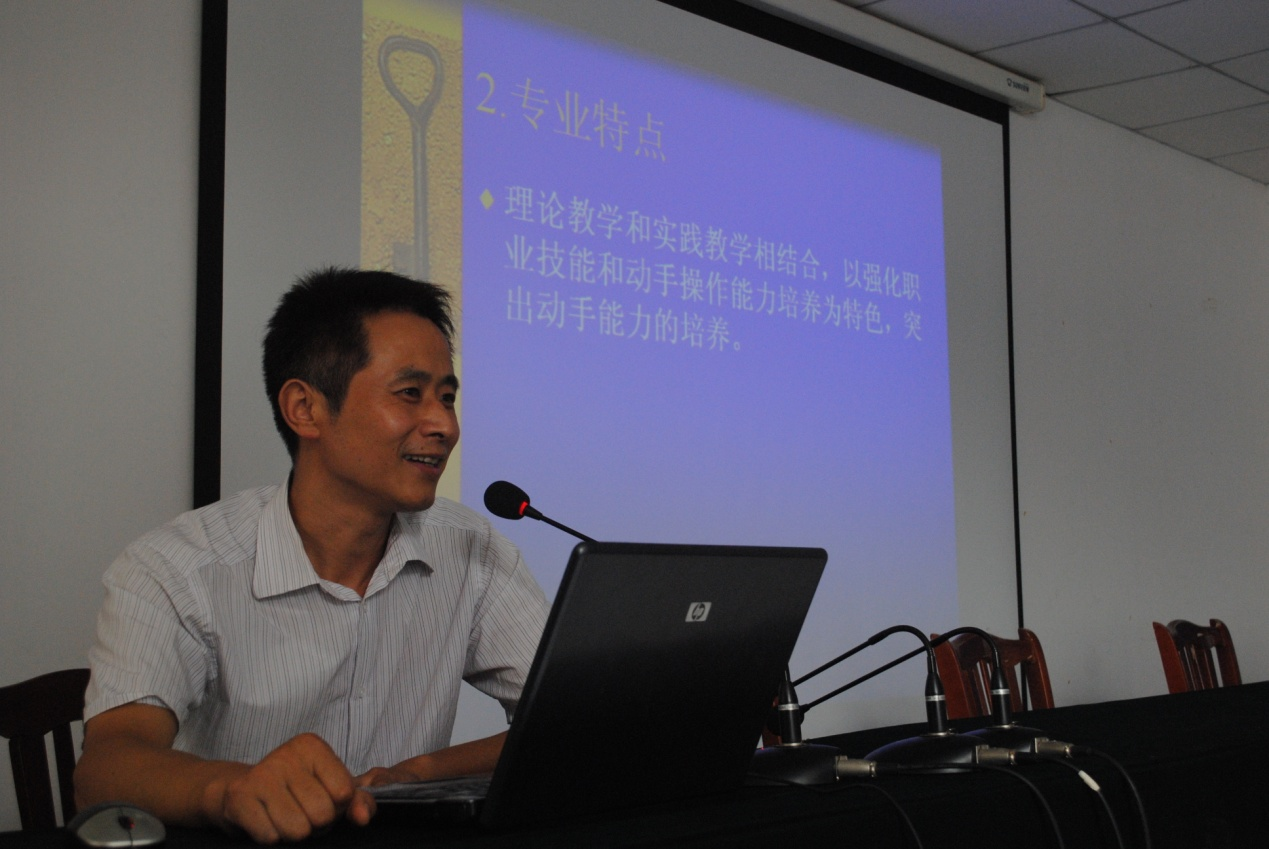 2.专业特点
理论教学和实践教学相结合，以强化职
业技能和动手操作能力培养为特色，突
出动手能力的培养。
hp